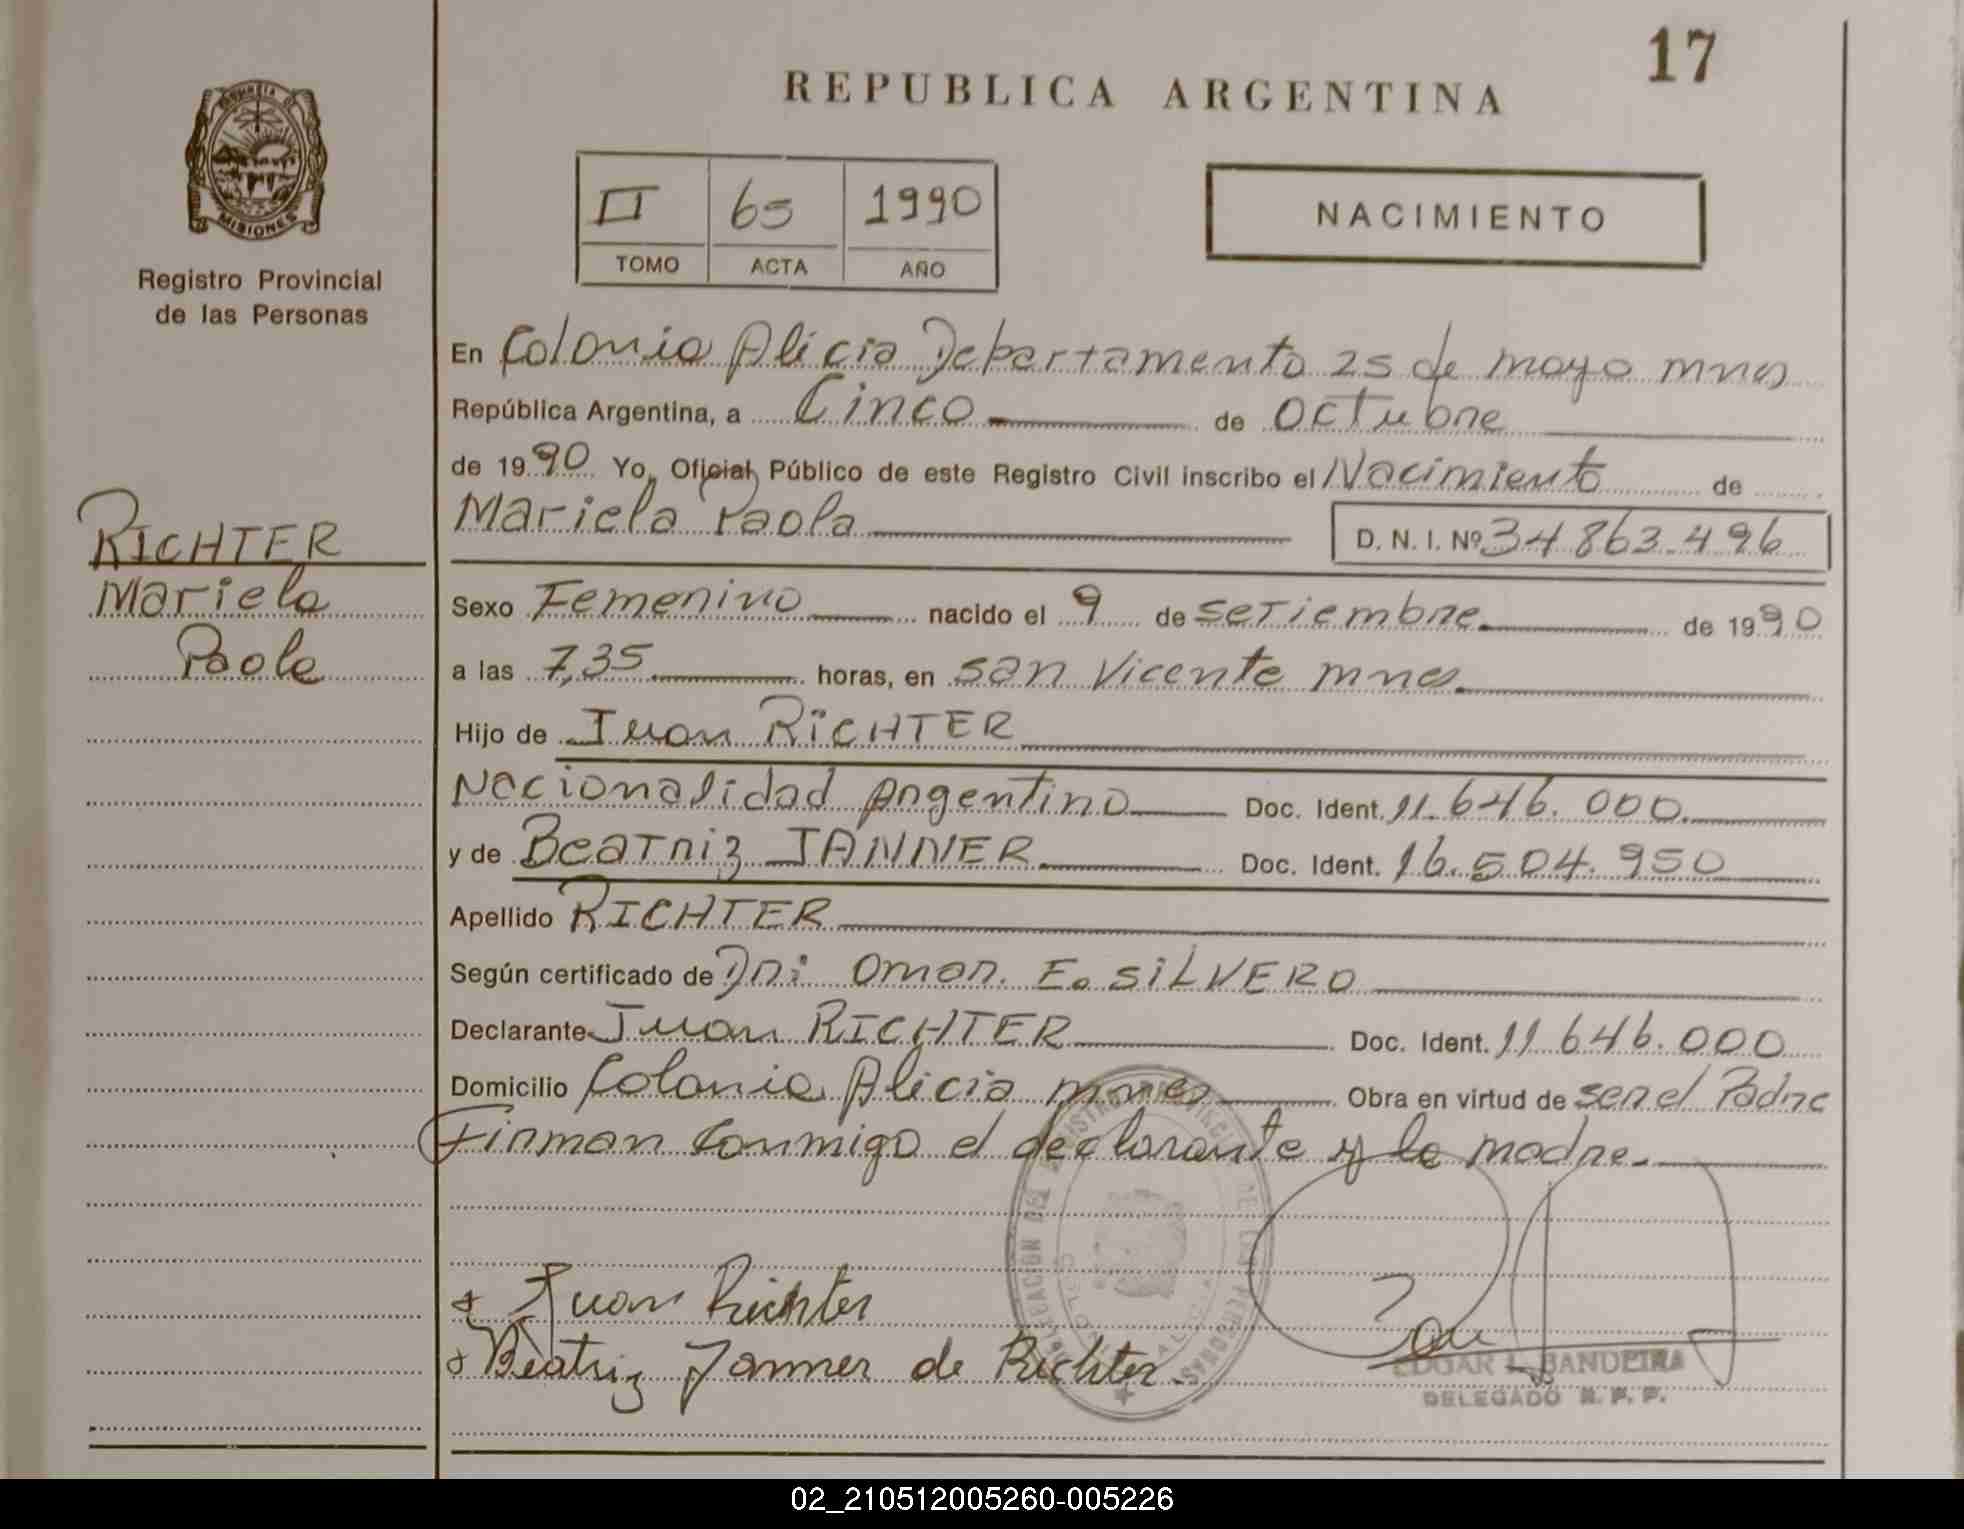 17
REPUBLICA ARGENTINA
PROVINCIA DE
MISIONES
Registro Provincial
de las Personas
II 65 1990
TOMO ACTA AÑO
NACIMIENTO
RICHTER
Mariela
Paola
En Colonia Alicia Departamento 25 de mayo mnes
República Argentina, a Cinco de Octubre
de 1990 Yo, Oficial Público de este Registro Civil inscribo el Nacimiento de
Mariela Paola D. N. I. Nº 34.863.496
Sexo Femenino nacido el 9 de setiembre de 1990
a las 7,35 horas, en san Vicente mnes
Hijo de Juan RICHTER
Nacionalidad Argentino Doc. Ident. 11.646.000
y de Beatriz JANNER Doc. Ident. 16.504.950
Apellido RICHTER
Según certificado de Omar. E. SILVERO
Declarante Juan RICHTER Doc. Ident. 11.646.000
Domicilio Colonia Alicia mnes Obra en virtud de ser el Padre
Firman Conmigo el declarante y la madre.
Juan Richter
Beatriz Janner de Richter.
EDGAR L. BANDEIRA
DELEGADO R. P. P.
02_210512005260-005226